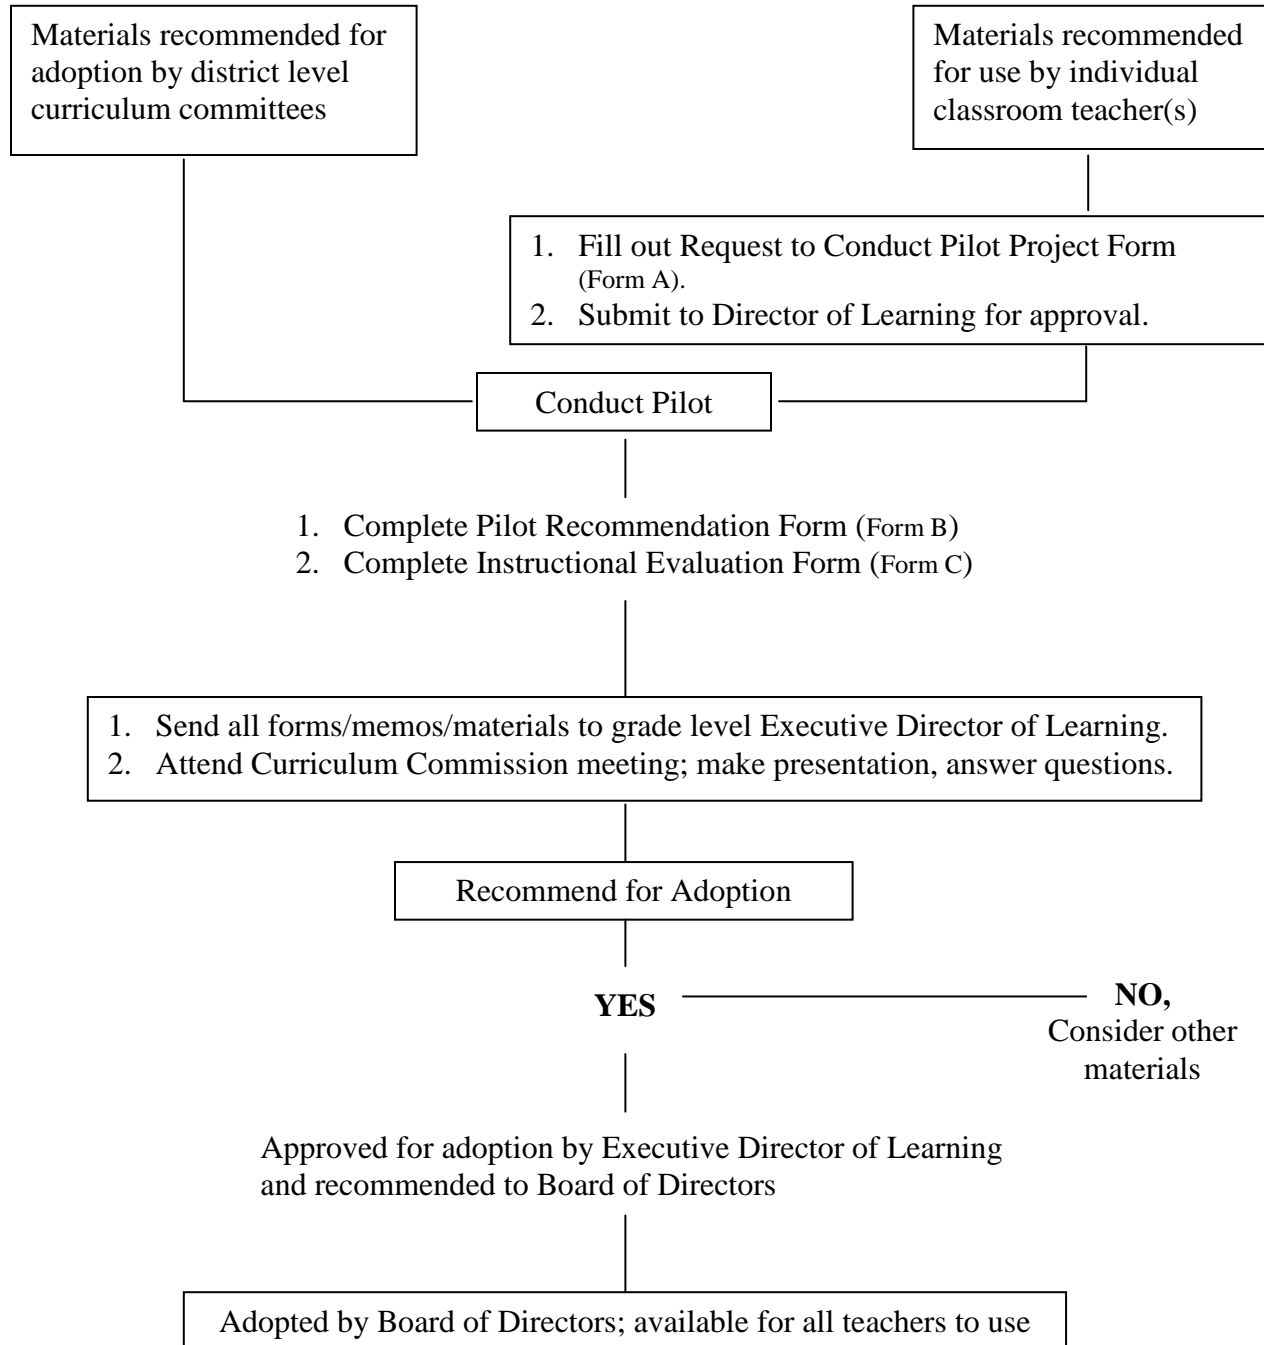 Materials recommended for
adoption by district level
curriculum committees
Materials recommended
for use by individual
classroom teacher(s)
1. Fill out Request to Conduct Pilot Project Form
(Form A).
2. Submit to Director of Learning for approval.
Conduct Pilot
1. Complete Pilot Recommendation Form (Form B)
2. Complete Instructional Evaluation Form (Form C)
1. Send all forms/memos/materials to grade level Executive Director of Learning.
2. Attend Curriculum Commission meeting; make presentation, answer questions.
Recommend for Adoption
YES
NO,
Consider other
materials
Approved for adoption by Executive Director of Learning
and recommended to Board of Directors
Adopted by Board of Directors; available for all teachers to use